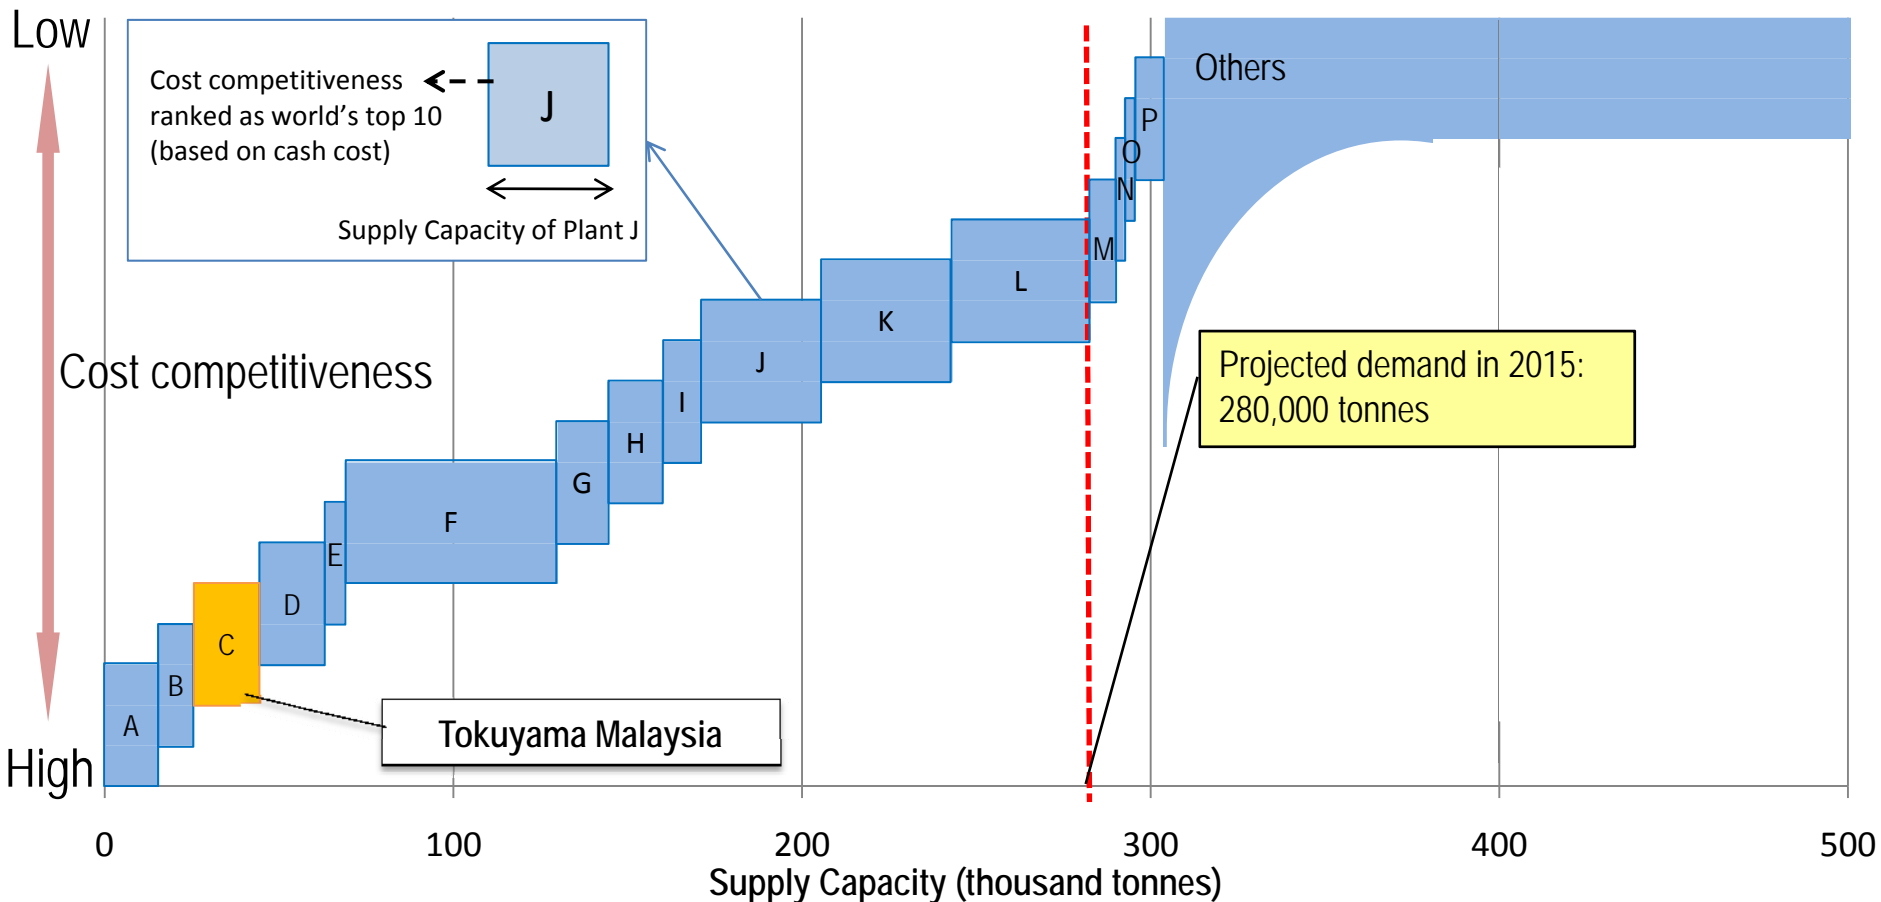 Low
Cost competitiveness
ranked as world's top 10
(based on cash cost)
J
Supply Capacity of Plant J
Others
P
O
N
M
L
K
J
I
H
G
F
E
D
C
B
A
Cost competitiveness
Projected demand in 2015:
280,000 tonnes
Tokuyama Malaysia
High
0 100 200 300 400 500
Supply Capacity (thousand tonnes)